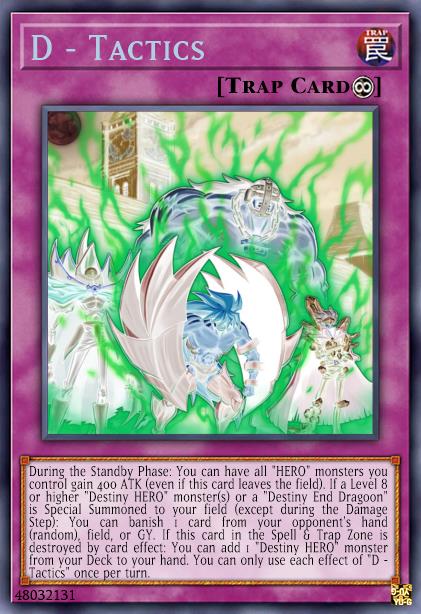 D - Tactics
TRAP
罠
[Trap Card]
During the Standby Phase: You can have all "HERO" monsters you
control gain 400 ATK (even if this card leaves the field). If a Level 8
or higher "Destiny HERO" monster(s) or a "Destiny End Dragoon"
is Special Summoned to your field (except during the Damage
Step): You can banish 1 card from your opponent's hand
(random), field, or GY. If this card in the Spell & Trap Zone is
destroyed by card effect: You can add 1 "Destiny HERO" monster
from your Deck to your hand. You can only use each effect of "D -
Tactics" once per turn.
48032131